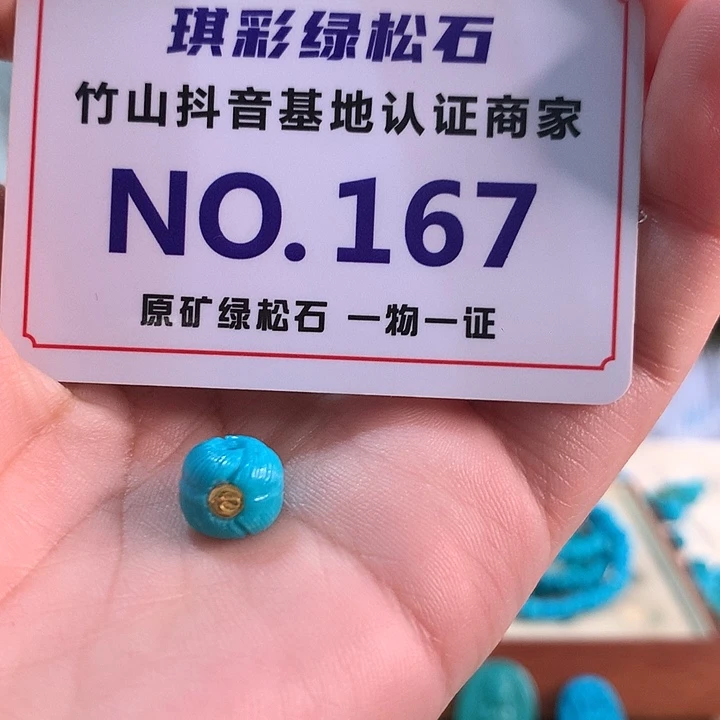 琪彩绿松石
竹山抖音基地认证商家
NO.167
原矿绿松石 一物一证